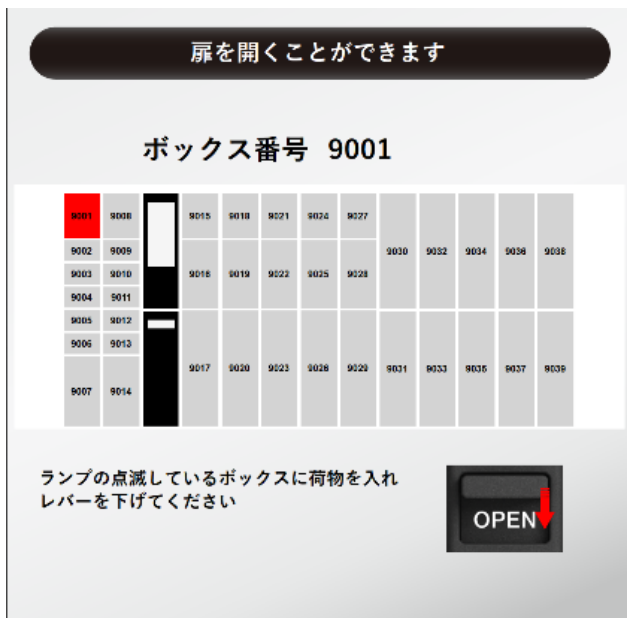 扉を開くことができます
ボックス番号 9001
9001 9008 9015 9018 9021 9024 9027
9030 9032 9034 9036 9038
9002 9009
9003 9010 9016 9019 9022 9025 9028
9004 9011
9005 9012
9006 9013
9017 9020 9023 9026 9029 9031 9033 9035 9037 9039
9007 9014
ランプの点滅しているボックスに荷物を入れ
レバーを下げてください
OPEN